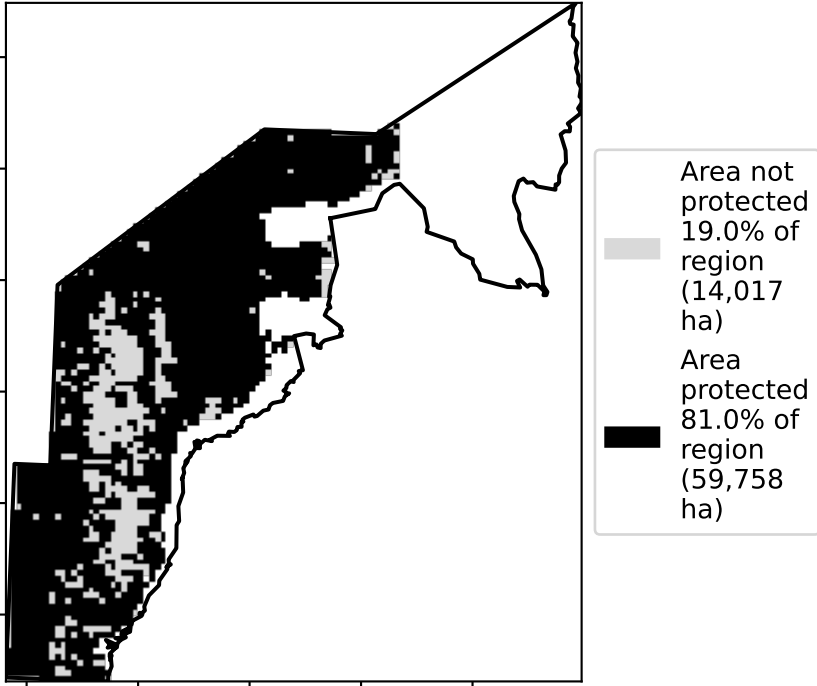 Area not
protected
19.0% of
region
(14,017
ha)
Area
protected
81.0% of
region
(59,758
ha)